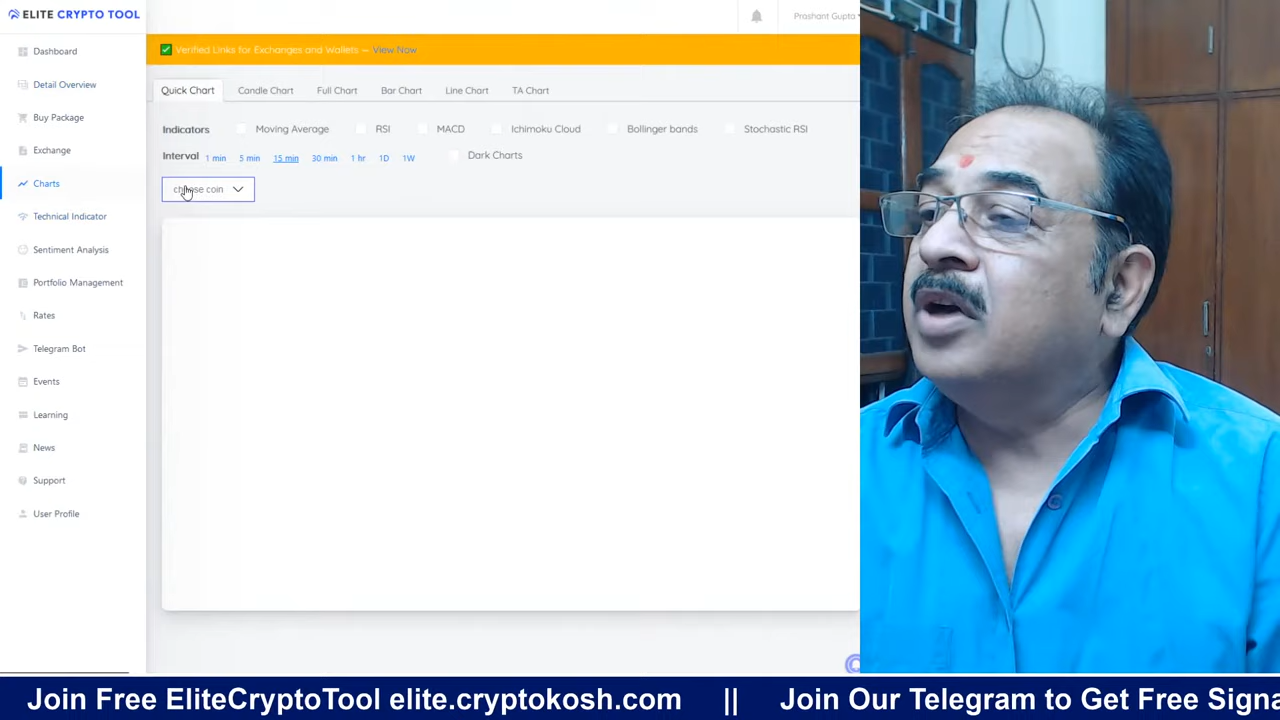 ELITE CRYPTO TOOL
Proshant Gupta
Verified Links for Exchanges and Wallets — View Now
Dashboard
Detail Overview
Buy Package
Exchange
Charts
Technical Indicator
Sentiment Analysis
Portfolio Management
Rates
Telegram Bot
Events
Learning
News
Support
User Profile
Quick Chart Candle Chart Full Chart Bar Chart Line Chart TA Chart
Indicators Moving Average RSI MACD Ichimoku Cloud Bollinger bands Stochastic RSI
Interval 1 min 5 min 15 min 30 min 1 hr 1D 1W Dark Charts
choose coin
Join Free EliteCryptoTool elite.cryptokosh.com || Join Our Telegram to Get Free Signa